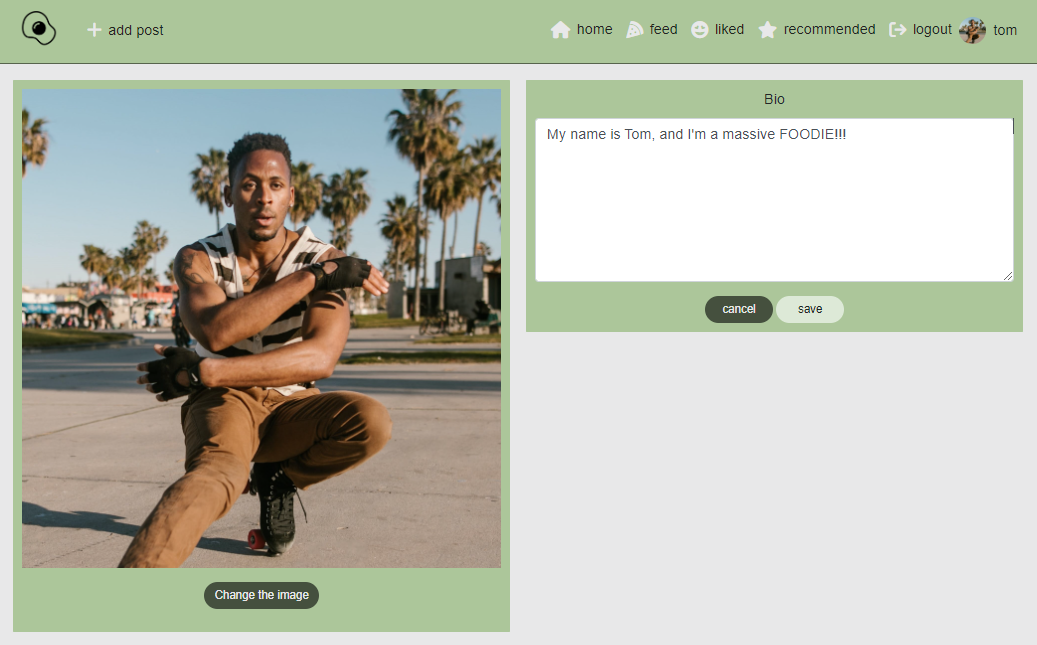 add post
home
feed
liked
recommended
logout
tom
Bio
My name is Tom, and I'm a massive FOODIE!!!
cancel
save
Change the image